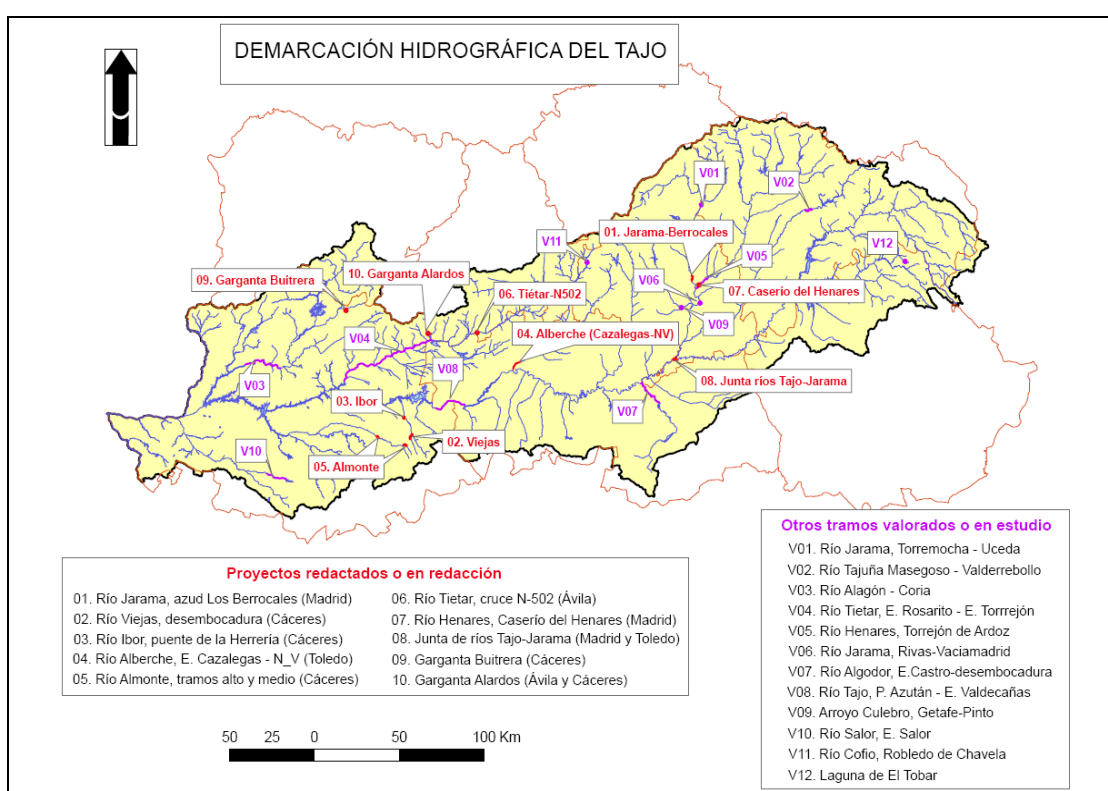 DEMARCACIÓN HIDROGRÁFICA DEL TAJO
V01
V02
01. Jarama-Berrocales
V11
V12
V05
09. Garganta Buitrera
10. Garganta Alardos
06. Tiétar-N502
V06
07. Caserío del Henares
V04
04. Alberche (Cazalegas-NV)
V09
V03
V08
08. Junta ríos Tajo-Jarama
03. Ibor
V07
02. Viejas
V10
05. Almonte
Proyectos redactados o en redacción
01. Río Jarama, azud Los Berrocales (Madrid)
02. Río Viejas, desembocadura (Cáceres)
03. Río Ibor, puente de la Herrería (Cáceres)
04. Río Alberche, E. Cazalegas - N_V (Toledo)
05. Río Almonte, tramos alto y medio (Cáceres)
06. Río Tietar, cruce N-502 (Ávila)
07. Río Henares, Caserío del Henares (Madrid)
08. Junta de ríos Tajo-Jarama (Madrid y Toledo)
09. Garganta Buitrera (Cáceres)
10. Garganta Alardos (Ávila y Cáceres)
Otros tramos valorados o en estudio
V01. Río Jarama, Torremocha - Uceda
V02. Río Tajuña Masegoso - Valderrebollo
V03. Río Alagón - Coria
V04. Río Tietar, E. Rosarito - E. Torrrejón
V05. Río Henares, Torrejón de Ardoz
V06. Río Jarama, Rivas-Vaciamadrid
V07. Río Algodor, E.Castro-desembocadura
V08. Río Tajo, P. Azután - E. Valdecañas
V09. Arroyo Culebro, Getafe-Pinto
V10. Río Salor, E. Salor
V11. Río Cofio, Robledo de Chavela
V12. Laguna de El Tobar
50 25 0 50 100 Km